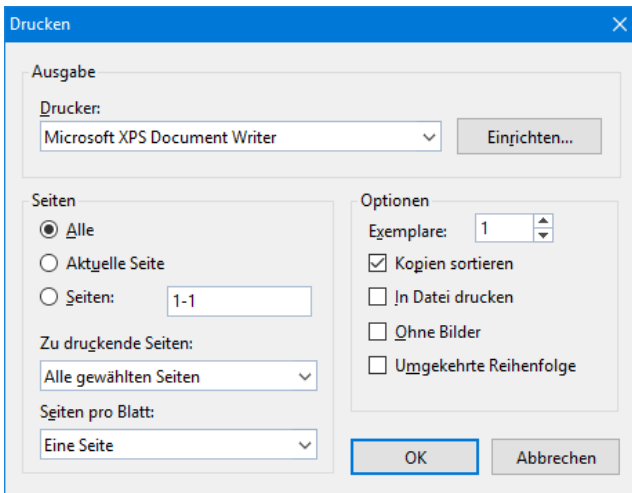 Drucken
Ausgabe
Drucker:
Microsoft XPS Document Writer
Einrichten...
Seiten
Alle
Aktuelle Seite
Seiten:
1-1
Zu druckende Seiten:
Alle gewählten Seiten
Seiten pro Blatt:
Eine Seite
Optionen
Exemplare:
1
Kopien sortieren
In Datei drucken
Ohne Bilder
Umgekehrte Reihenfolge
OK
Abbrechen